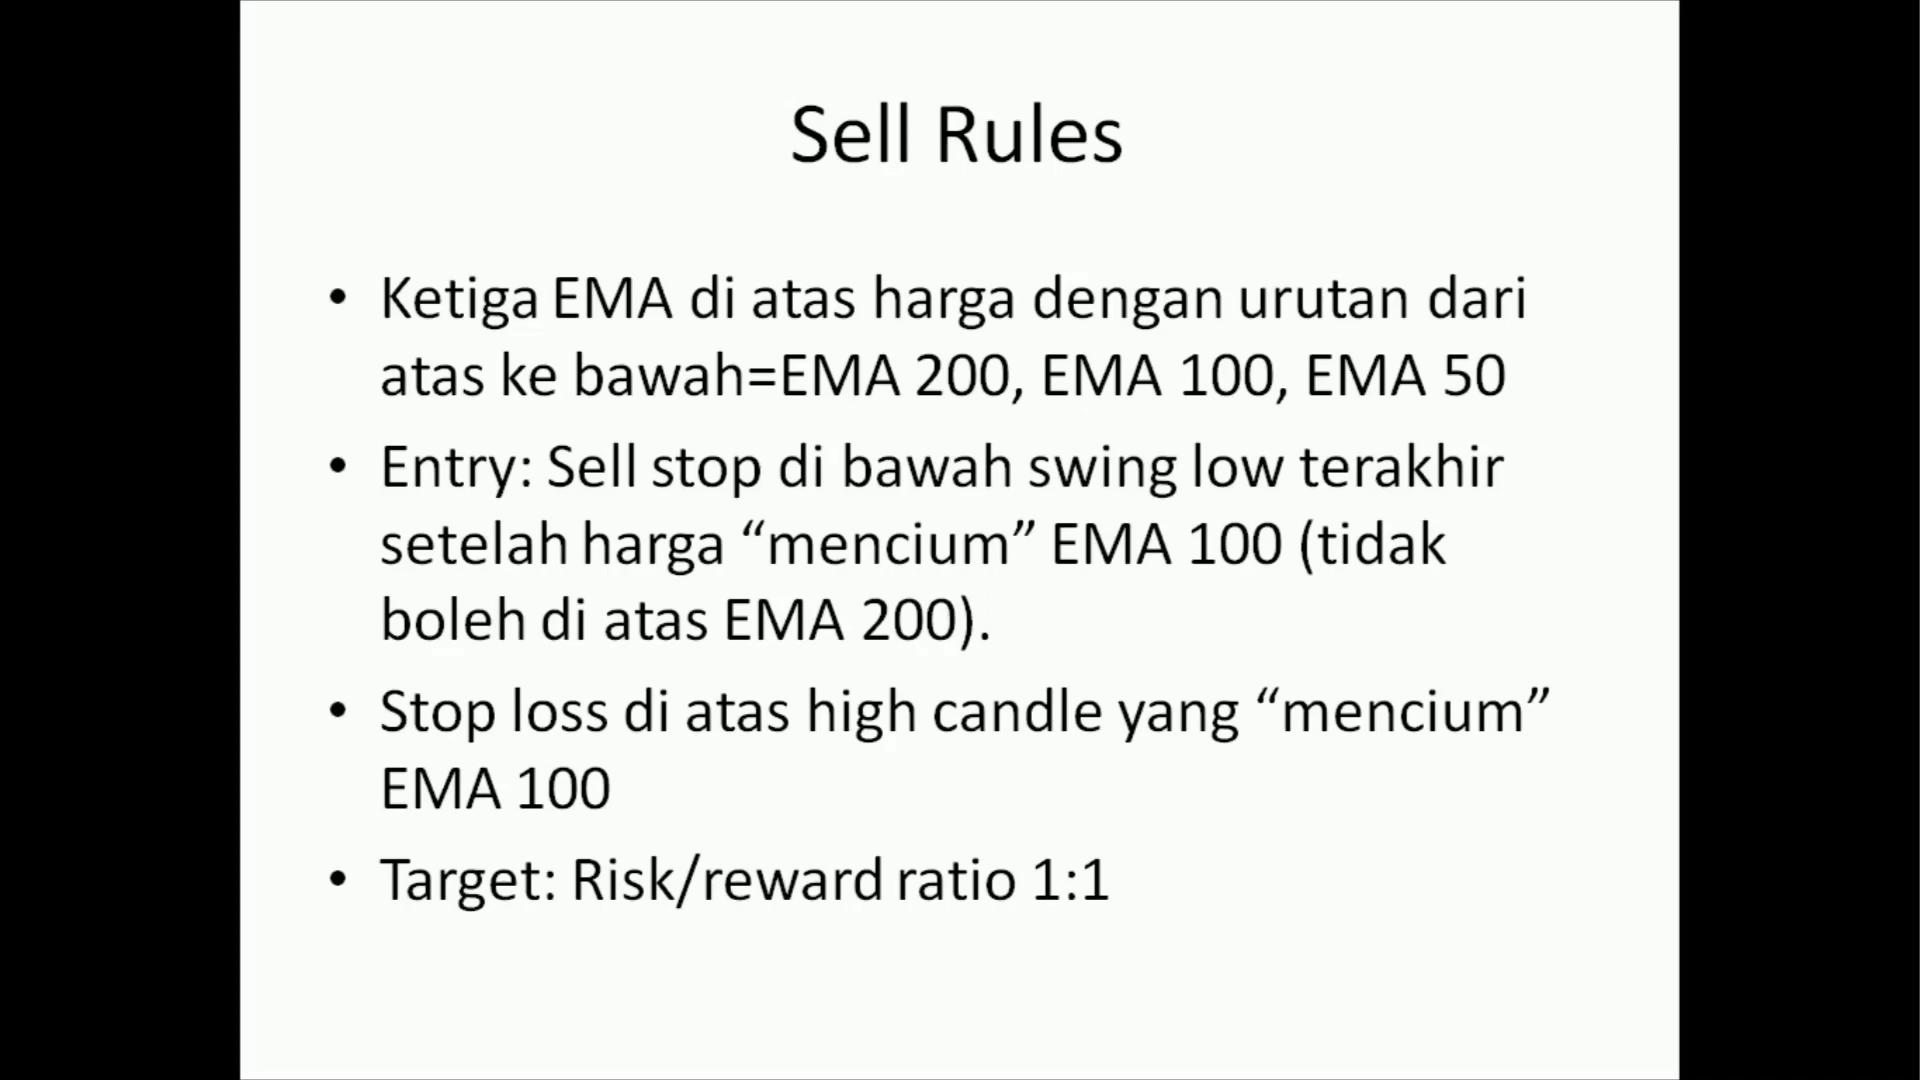 Sell Rules
• Ketiga EMA di atas harga dengan urutan dari
atas ke bawah=EMA 200, EMA 100, EMA 50
• Entry: Sell stop di bawah swing low terakhir
setelah harga “mencium” EMA 100 (tidak
boleh di atas EMA 200).
• Stop loss di atas high candle yang “mencium”
EMA 100
• Target: Risk/reward ratio 1:1